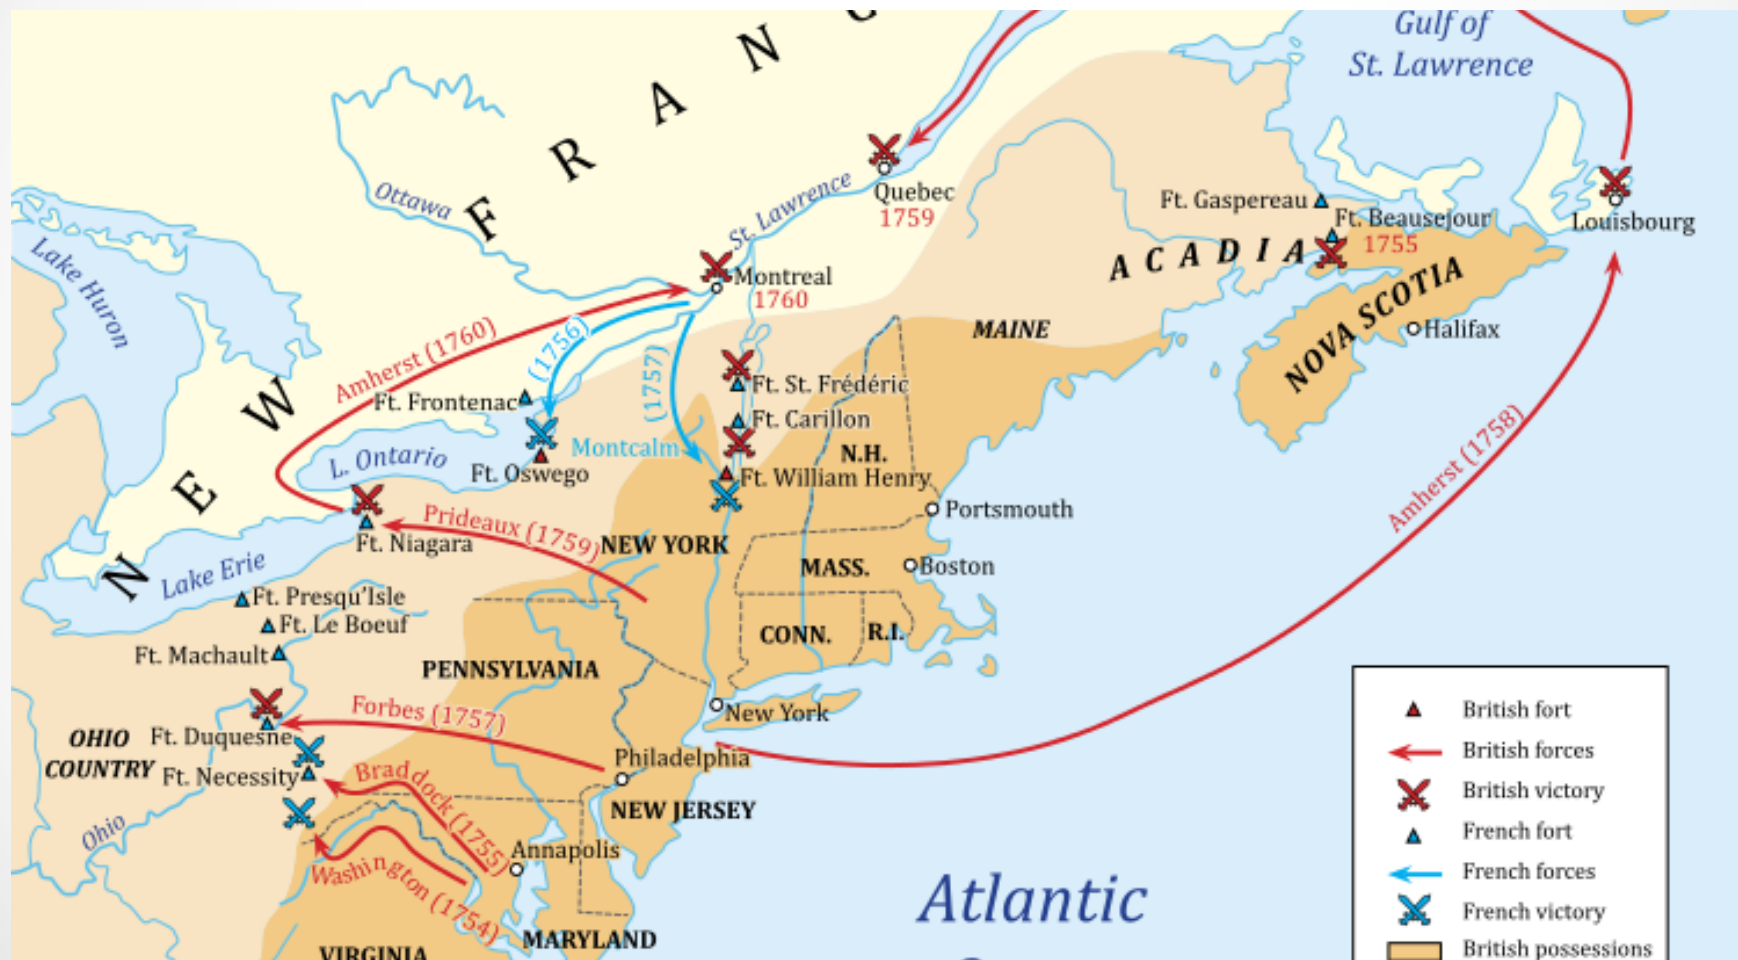 Gulf of
St. Lawrence
NEW FRANC
Ottawa
St. Lawrence
Quebec
1759
Ft. Gaspereau
Ft. Beausejour
1755
Louisbourg
ACADIA
NOVA SCOTIA
Halifax
Lake Huron
Montreal
1760
MAINE
Amherst (1760)
(1756)
(1757)
Ft. Frontenac
Ft. St. Frédéric
Ft. Carillon
Montcalm
N.H.
L. Ontario
Ft. Oswego
Ft. William Henry
Amherst (1758)
Portsmouth
Prideaux (1759)
Ft. Niagara
NEW YORK
MASS.
Boston
Lake Erie
Ft. Presqu'Isle
Ft. Le Boeuf
CONN.
R.I.
Ft. Machault
PENNSYLVANIA
Forbes (1757)
New York
OHIO
COUNTRY
Ft. Duquesne
Ft. Necessity
Philadelphia
Braddock (1755)
NEW JERSEY
Ohio
Annapolis
Washington (1754)
MARYLAND
VIRGINIA
Atlantic
British fort
British forces
British victory
French fort
French forces
French victory
British possessions